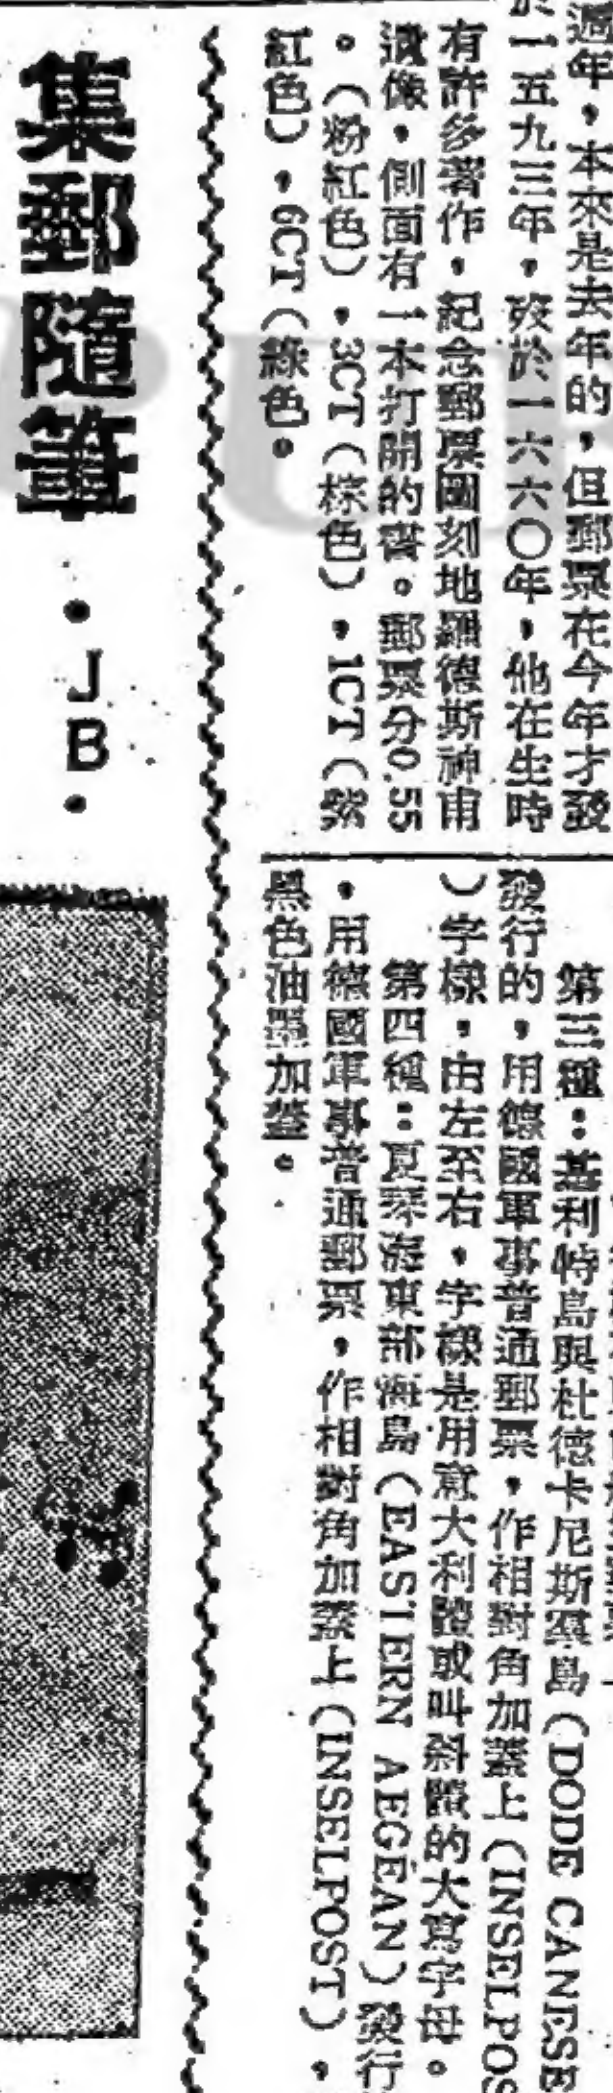 週年，本來是去年的，但郵票在今年才發
於一五九三年，歿於一六六〇年，他在生時
有許多著作，紀念郵票圖刻地羅德斯神甫
遺像，側面有一本打開的書。郵票分0.55
。（粉紅色），3CT（棕色），1CT（
紅色），6CT（綠色。
第三種：基利特島與杜德卡尼斯羣島（DODE CANESE
發行的，用德國軍事普通郵票，作相對角加蓋上（INSELPOS
）字樣，由左至右，字樣是用意大利體或叫斜體的大寫字母。
第四種：夏琴海東部海島（EASTERN AEGEAN）發行
，用德國軍事普通郵票，作相對角加蓋上（INSELPOST），
黑色油墨加蓋。
集郵隨筆
·JB·